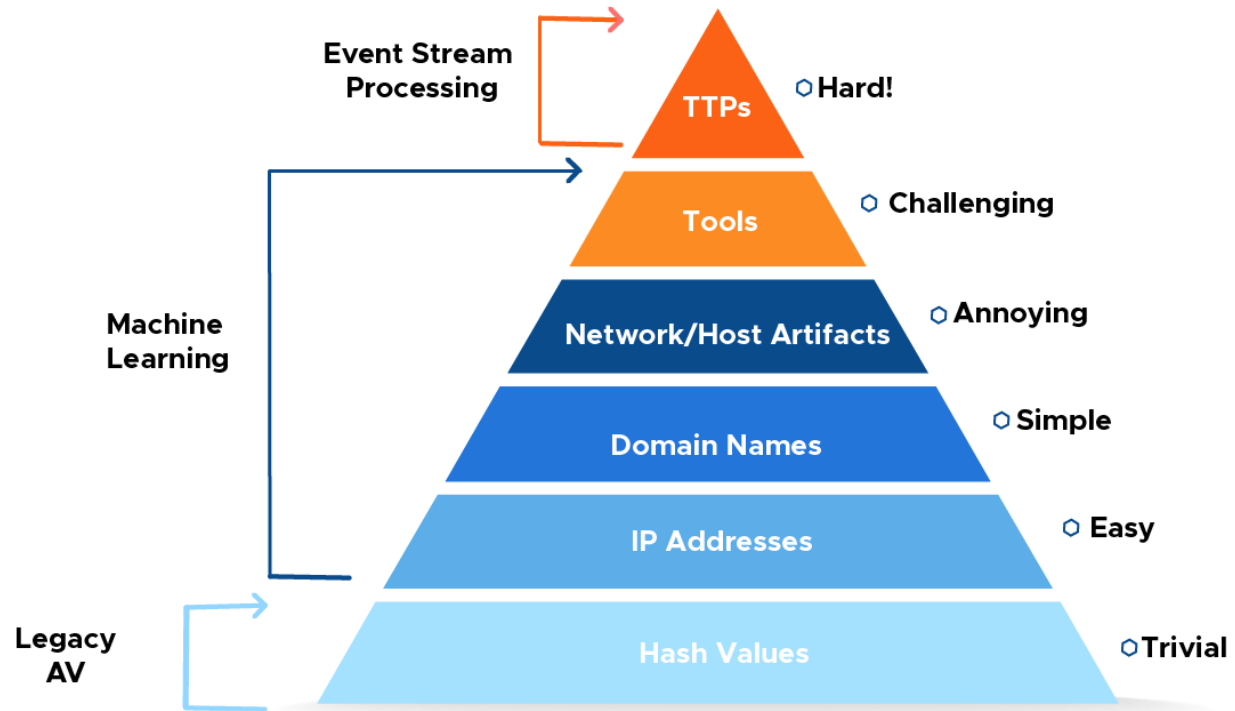 Event Stream
Processing
TTPs
Hard!
Tools
Challenging
Machine
Learning
Network/Host Artifacts
Annoying
Domain Names
Simple
IP Addresses
Easy
Legacy
AV
Hash Values
Trivial